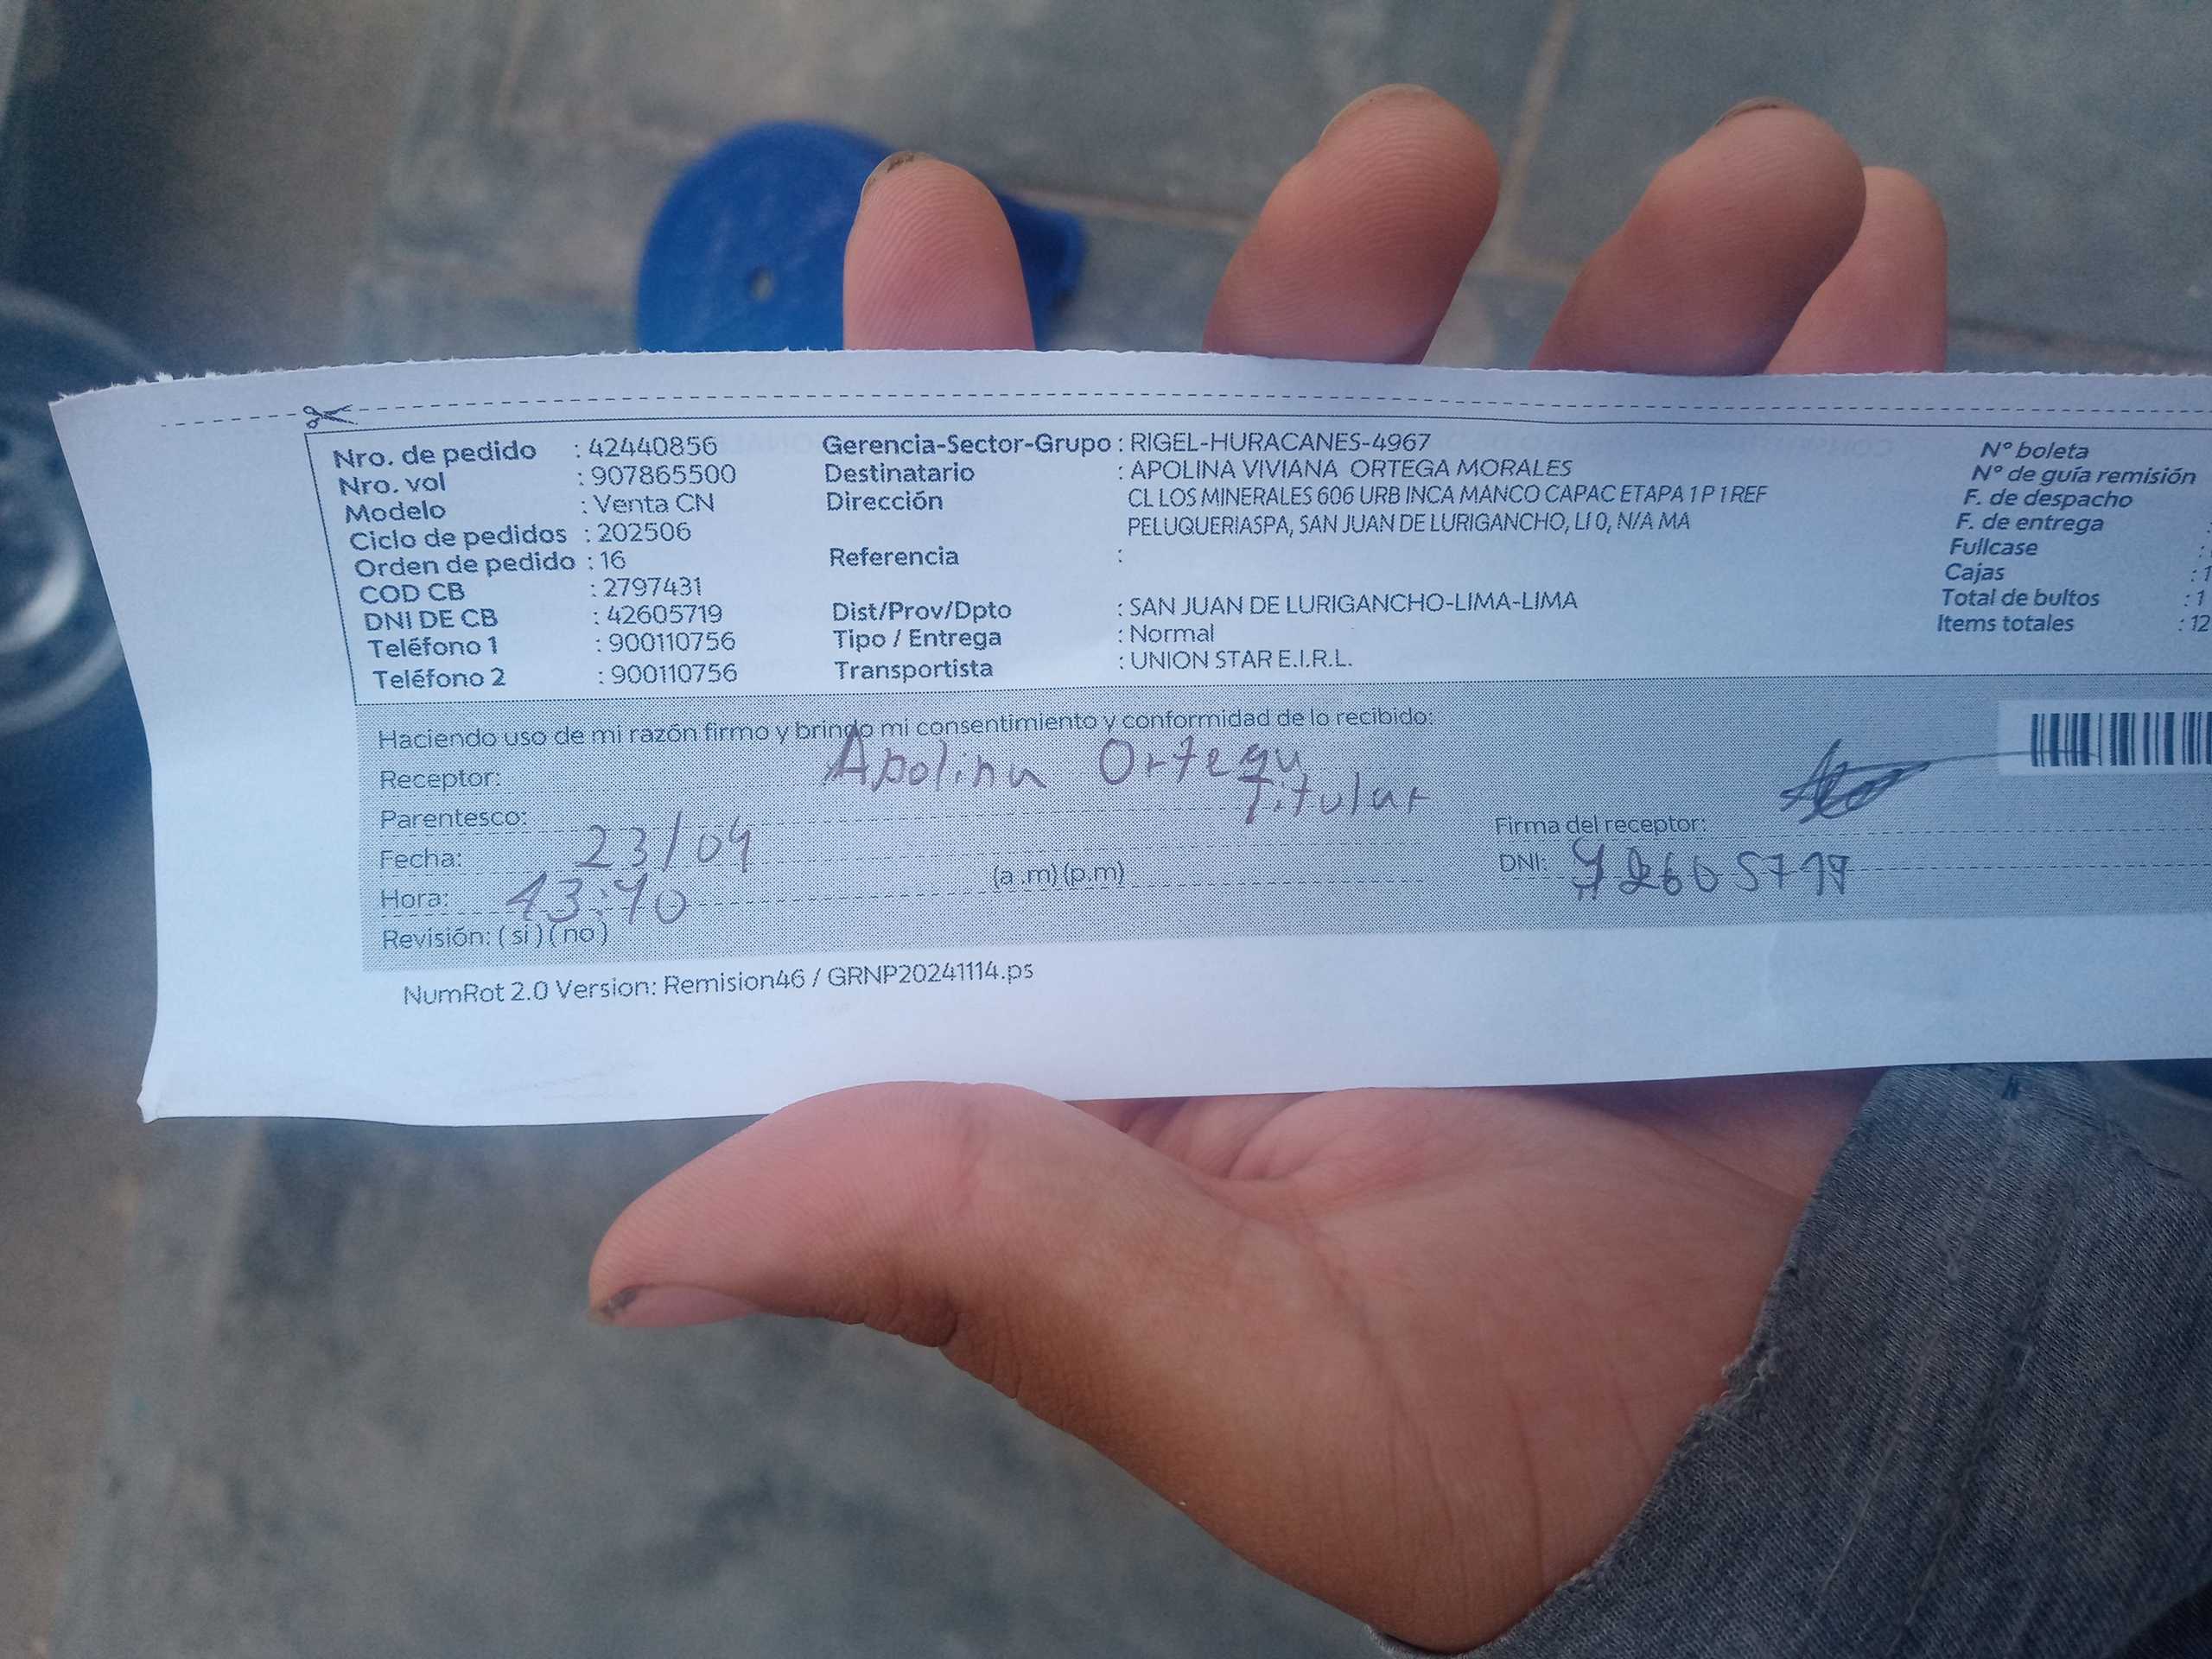 Nro. de pedido : 42440856
Nro. vol : 907865500
Modelo : Venta CN
Ciclo de pedidos : 202506
Orden de pedido : 16
COD CB : 2797431
DNI DE CB : 42605719
Teléfono 1 : 900110756
Teléfono 2 : 900110756
Gerencia-Sector-Grupo : RIGEL-HURACANES-4967
Destinatario : APOLINA VIVIANA ORTEGA MORALES
Dirección CL LOS MINERALES 606 URB INCA MANCO CAPAC ETAPA 1 P 1 REF
PELUQUERIASPA, SAN JUAN DE LURIGANCHO, LI 0, N/A MA
Referencia :
Dist/Prov/Dpto : SAN JUAN DE LURIGANCHO-LIMA-LIMA
Tipo / Entrega : Normal
Transportista : UNION STAR E.I.R.L.
N° boleta
N° de guía remisión
F. de despacho
F. de entrega :
Fullcase :
Cajas : 1
Total de bultos : 1
Items totales : 12
Haciendo uso de mi razón firmo y brindo mi consentimiento y conformidad de lo recibido:
Receptor: Apolina Ortega
Parentesco: Titular
Fecha: 23/04
Hora: 13:40 (a .m) (p.m)
Revisión: ( si ) ( no )
Firma del receptor:
DNI: 42605719
NumRot 2.0 Version: Remision46 / GRNP20241114.ps